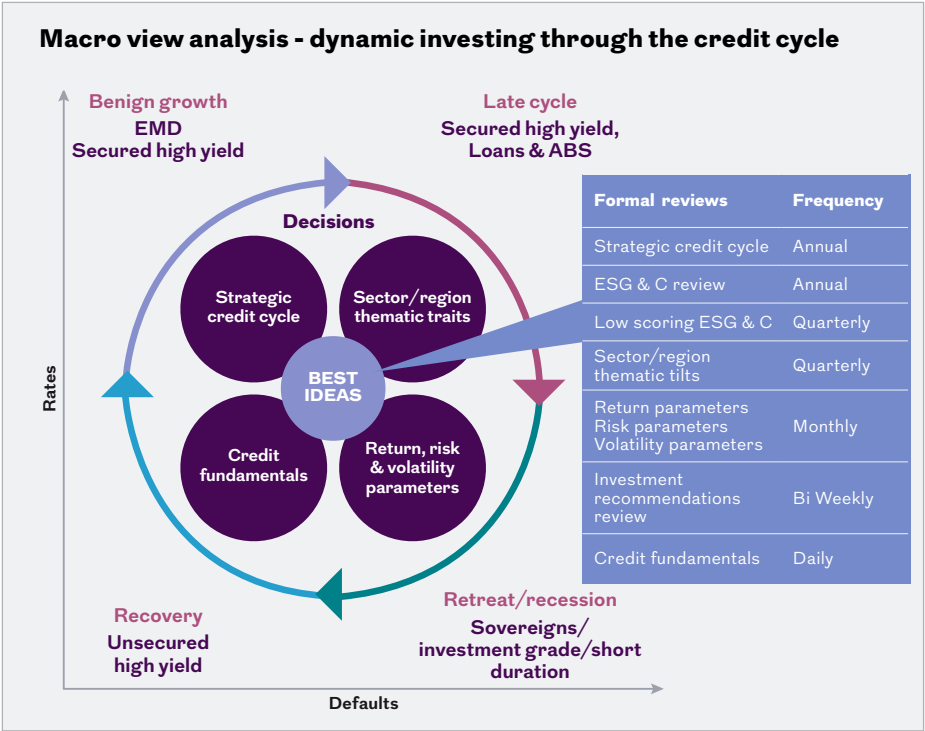 Macro view analysis - dynamic investing through the credit cycle
Benign growth
EMD
Secured high yield
Late cycle
Secured high yield,
Loans & ABS
Decisions
Strategic
credit cycle
Sector/region
thematic traits
BEST
IDEAS
Credit
fundamentals
Return, risk
& volatility
parameters
Rates
Formal reviews Frequency
Strategic credit cycle Annual
ESG & C review Annual
Low scoring ESG & C Quarterly
Sector/region
thematic tilts Quarterly
Return parameters
Risk parameters Monthly
Volatility parameters
Investment
recommendations Bi Weekly
review
Credit fundamentals Daily
Recovery
Unsecured
high yield
Retreat/recession
Sovereigns/
investment grade/short
duration
Defaults